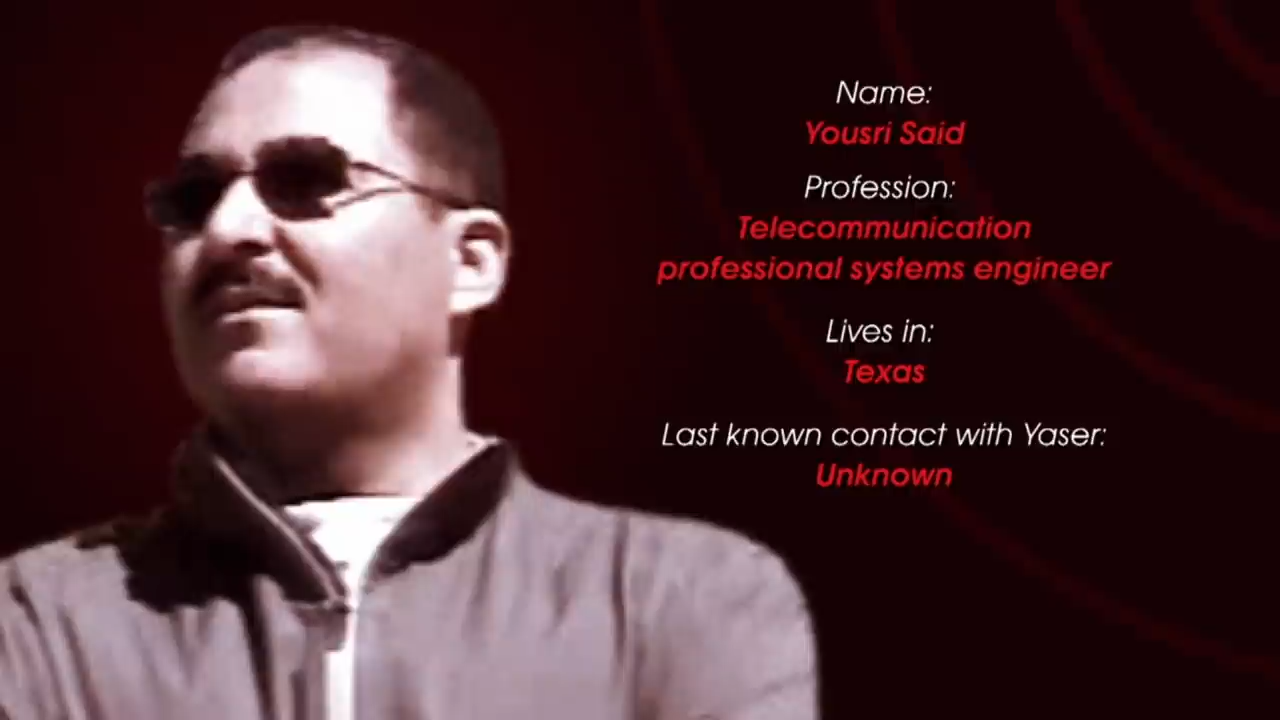 Name:
Yousri Said
Profession:
Telecommunication
professional systems engineer
Lives in:
Texas
Last known contact with Yaser:
Unknown